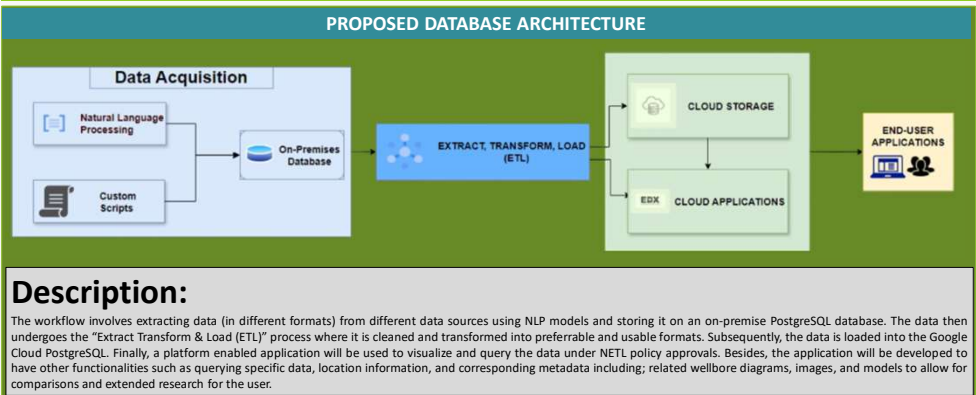 PROPOSED DATABASE ARCHITECTURE
Data Acquisition
Natural Language
Processing
Custom
Scripts
On-Premises
Database
EXTRACT, TRANSFORM, LOAD
(ETL)
CLOUD STORAGE
EDX CLOUD APPLICATIONS
END-USER
APPLICATIONS
Description:
The workflow involves extracting data (in different formats) from different data sources using NLP models and storing it on an on-premise PostgreSQL database. The data then
undergoes the “Extract Transform & Load (ETL)” process where it is cleaned and transformed into preferrable and usable formats. Subsequently, the data is loaded into the Google
Cloud PostgreSQL. Finally, a platform enabled application will be used to visualize and query the data under NETL policy approvals. Besides, the application will be developed to
have other functionalities such as querying specific data, location information, and corresponding metadata including; related wellbore diagrams, images, and models to allow for
comparisons and extended research for the user.